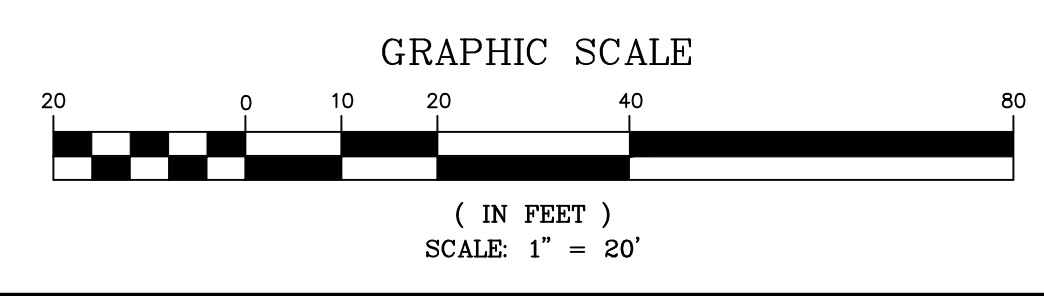 GRAPHIC SCALE
20 0 10 20 40 80
( IN FEET )
SCALE: 1" = 20'